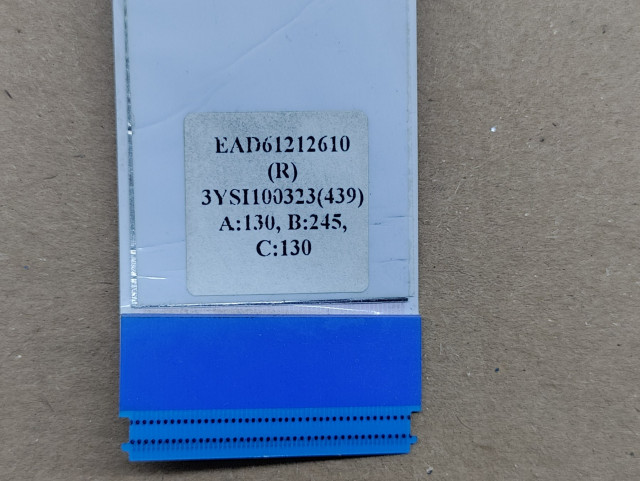 EAD61212610
(R)
3YSI100323(439)
A:130, B:245,
C:130